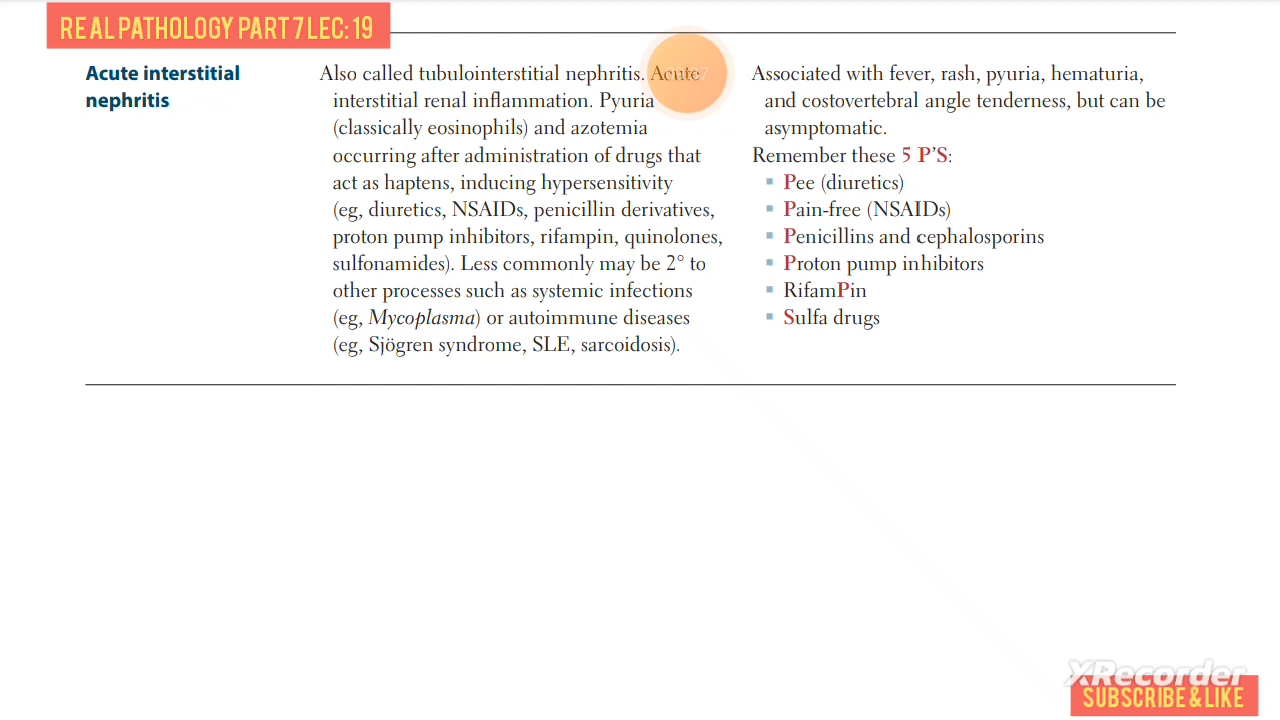 REAL PATHOLOGY PART 7 LEC: 19
Acute interstitial
nephritis
Also called tubulointerstitial nephritis. Acute
interstitial renal inflammation. Pyuria
(classically eosinophils) and azotemia
occurring after administration of drugs that
act as haptens, inducing hypersensitivity
(eg, diuretics, NSAIDs, penicillin derivatives,
proton pump inhibitors, rifampin, quinolones,
sulfonamides). Less commonly may be 2° to
other processes such as systemic infections
(eg, Mycoplasma) or autoimmune diseases
(eg, Sjögren syndrome, SLE, sarcoidosis).
Associated with fever, rash, pyuria, hematuria,
and costovertebral angle tenderness, but can be
asymptomatic.
Remember these 5 P'S:
Pee (diuretics)
Pain-free (NSAIDs)
Penicillins and cephalosporins
Proton pump inhibitors
RifamPin
Sulfa drugs
XRecorder
SUBSCRIBE & LIKE